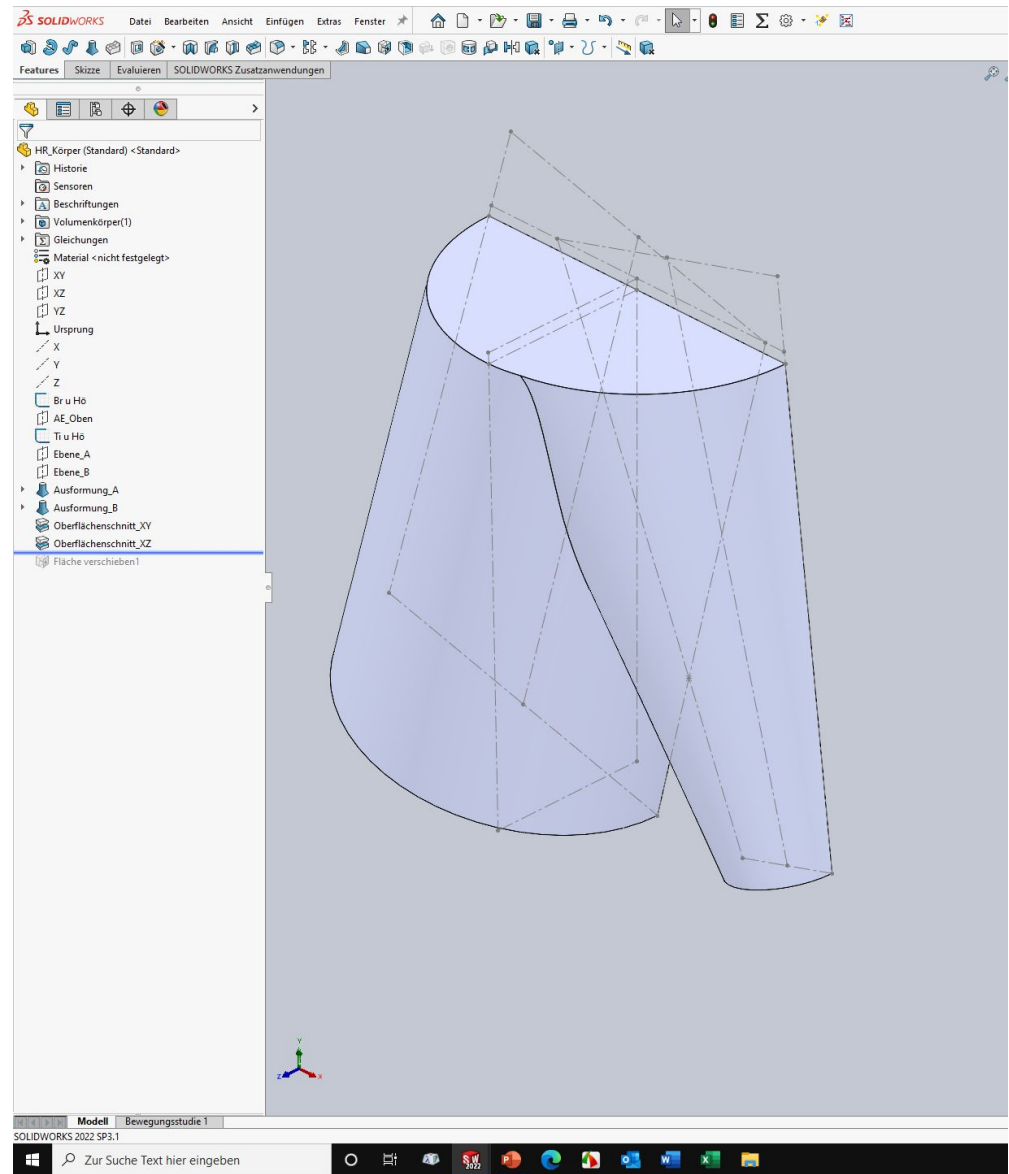 SOLIDWORKS Datei Bearbeiten Ansicht Einfügen Extras Fenster
Features Skizze Evaluieren SOLIDWORKS Zusatzanwendungen
HR_Körper (Standard) <Standard>
Historie
Sensoren
Beschriftungen
Volumenkörper(1)
Gleichungen
Material <nicht festgelegt>
XY
XZ
YZ
Ursprung
X
Y
Z
Br u Hö
AE_Oben
Ti u Hö
Ebene_A
Ebene_B
Ausformung_A
Ausformung_B
Oberflächenschnitt_XY
Oberflächenschnitt_XZ
Fläche verschieben1
Y
Z X
Modell Bewegungsstudie 1
SOLIDWORKS 2022 SP3.1
Zur Suche Text hier eingeben